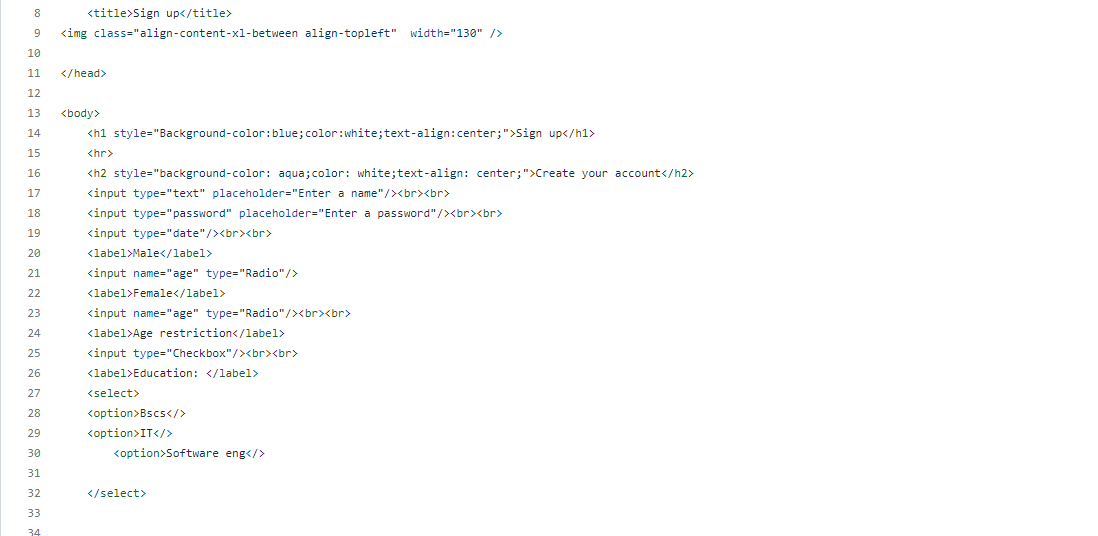 8 <title>Sign up</title>
9 <img class="align-content-xl-between align-topleft"  width="130" />
10
11 </head>
12
13 <body>
14     <h1 style="Background-color:blue;color:white;text-align:center;">Sign up</h1>
15     <hr>
16     <h2 style="background-color: aqua;color: white;text-align: center;">Create your account</h2>
17     <input type="text" placeholder="Enter a name"/><br><br>
18     <input type="password" placeholder="Enter a password"/><br><br>
19     <input type="date"/><br><br>
20     <label>Male</label>
21     <input name="age" type="Radio"/>
22     <label>Female</label>
23     <input name="age" type="Radio"/><br><br>
24     <label>Age restriction</label>
25     <input type="Checkbox"/><br><br>
26     <label>Education: </label>
27     <select>
28     <option>Bscs</>
29     <option>IT</>
30         <option>Software eng</>
31
32     </select>
33
34